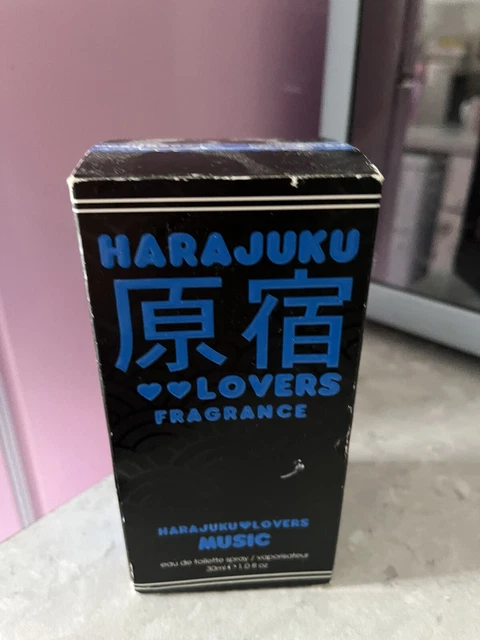 HARAJUKU
原宿
♥♥LOVERS
FRAGRANCE
HARAJUKU♥LOVERS
MUSIC
eau de toilette spray / vaporisateur
30ml ℮ 1.0 fl oz